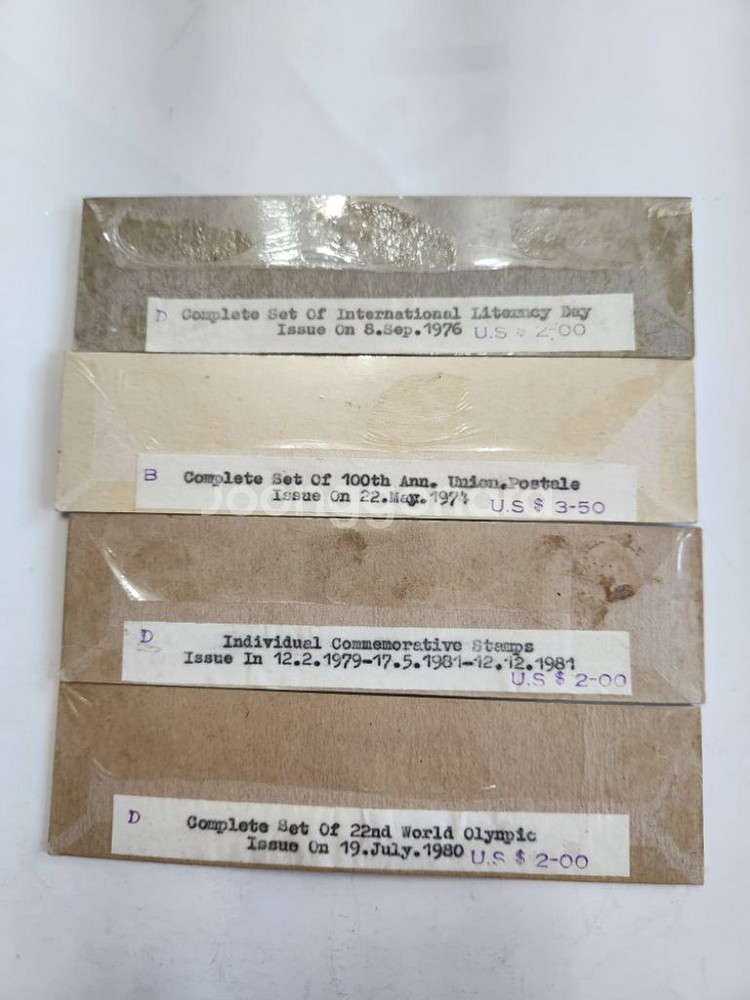 D Complete Set Of International Literacy Day
Issue On 8.Sep.1976 U.S $ 2-00
B Complete Set Of 100th Ann. Union.Postale
Issue On 22.May.1974 U.S $ 3-50
D Individual Commemorative Stamps
Issue In 12.2.1979-17.5.1981-12.12.1981
U.S $ 2-00
D Complete Set Of 22nd World Olympic
Issue On 19.July.1980 U.S $ 2-00